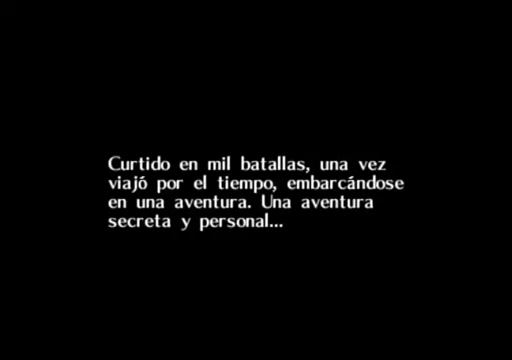 Curtido en mil batallas, una vez
viajó por el tiempo, embarcándose
en una aventura. Una aventura
secreta y personal...